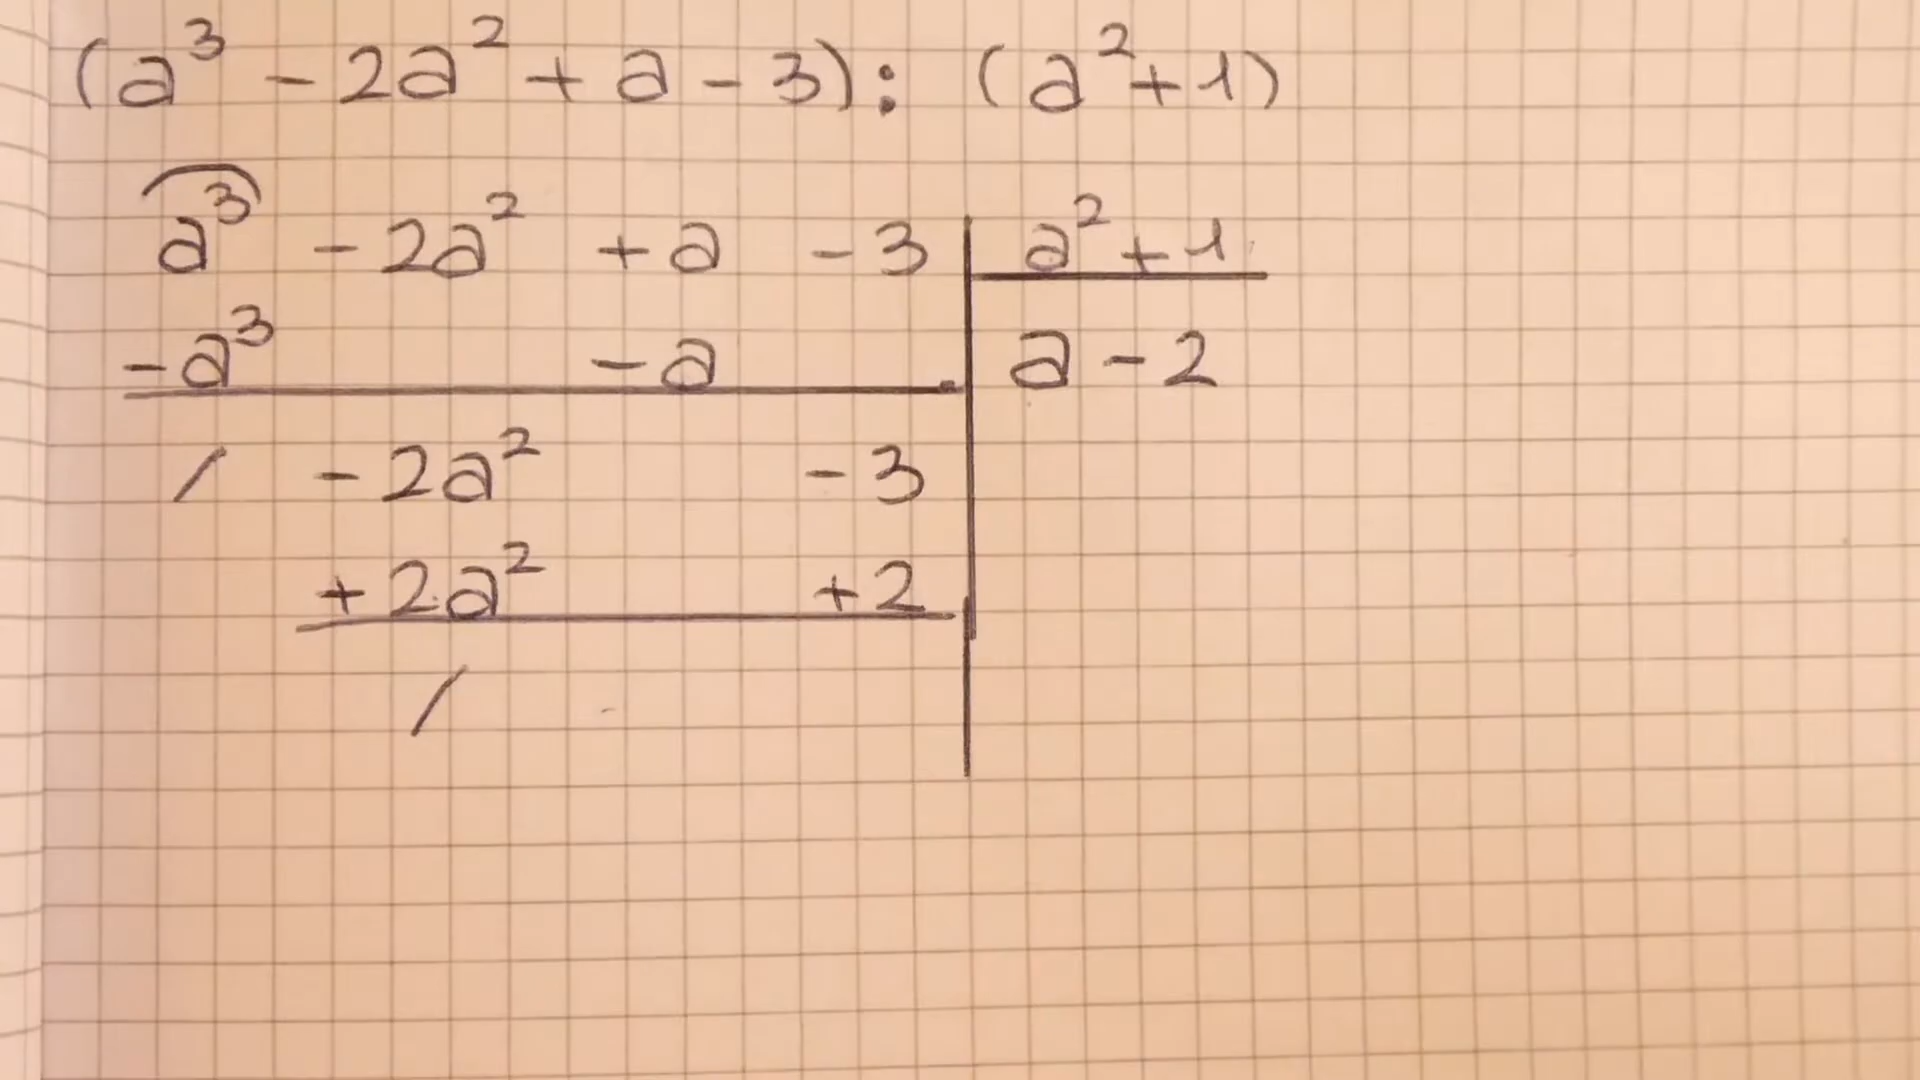 (a³ - 2a² + a - 3) : (a² + 1)
a³ - 2a² + a - 3 | a² + 1
- a³ - a | a - 2
/ - 2a² - 3
+ 2a² + 2
/